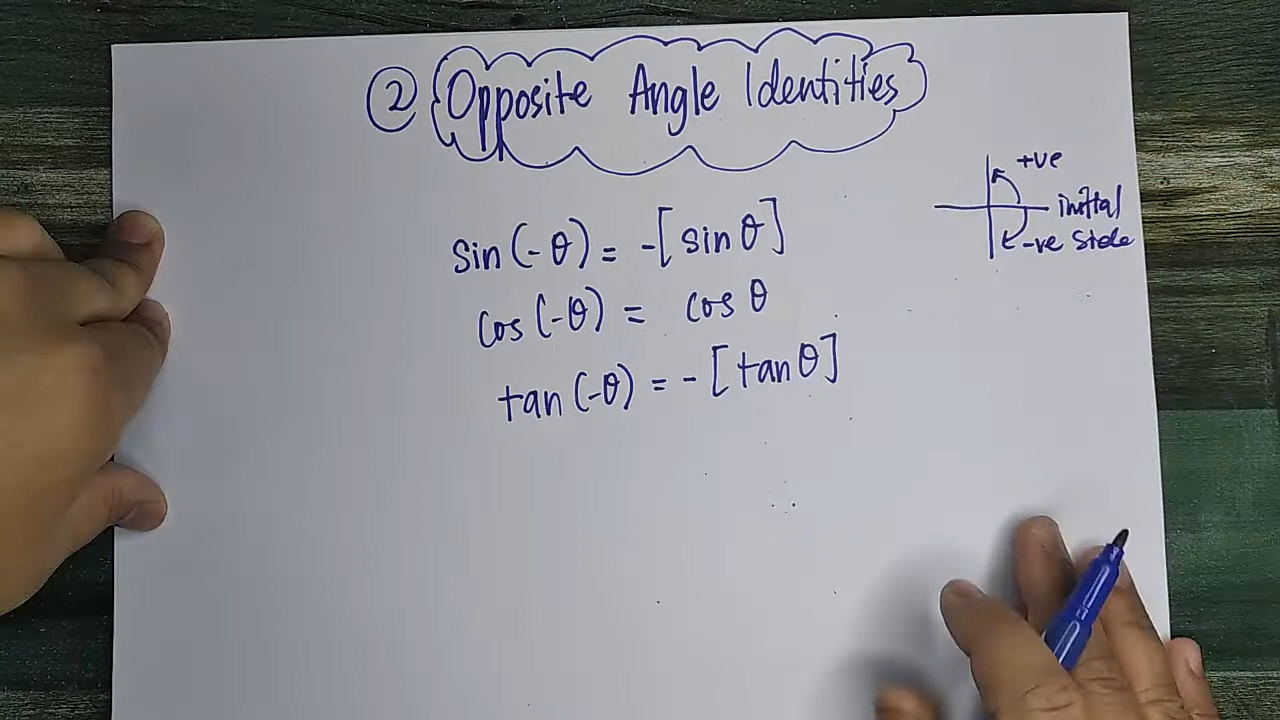 ② Opposite Angle Identities
+ve
initial
-ve side
sin(-θ) = -[sin θ]
cos(-θ) = cos θ
tan(-θ) = -[tan θ]